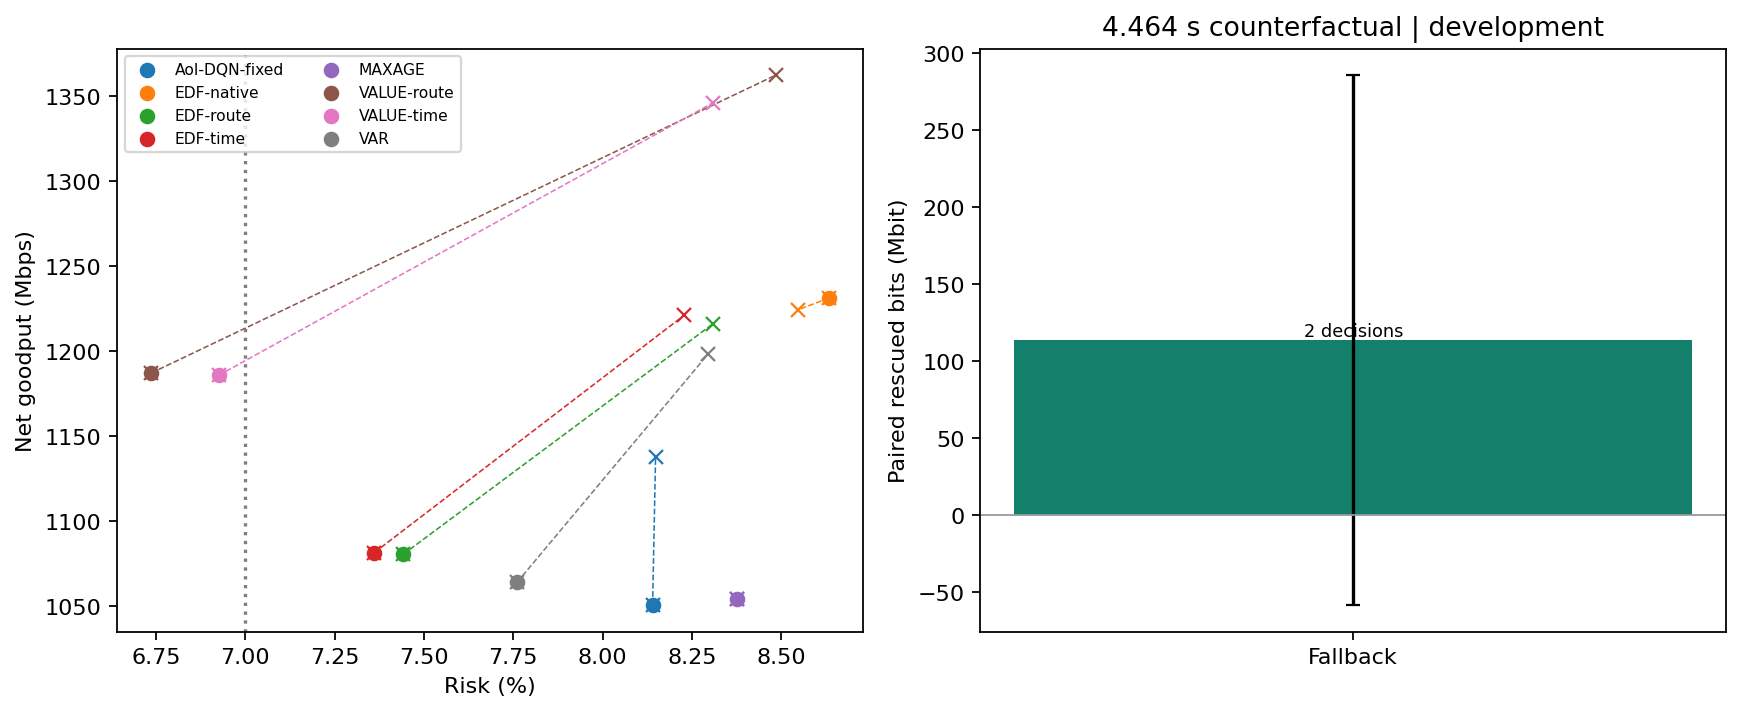 4.464 s counterfactual | development
AoI-DQN-fixed
EDF-native
EDF-route
EDF-time
MAXAGE
VALUE-route
VALUE-time
VAR
Net goodput (Mbps)
1350
1300
1250
1200
1150
1100
1050
6.75 7.00 7.25 7.50 7.75 8.00 8.25 8.50
Risk (%)
Paired rescued bits (Mbit)
300
250
200
150
100
50
0
−50
2 decisions
Fallback